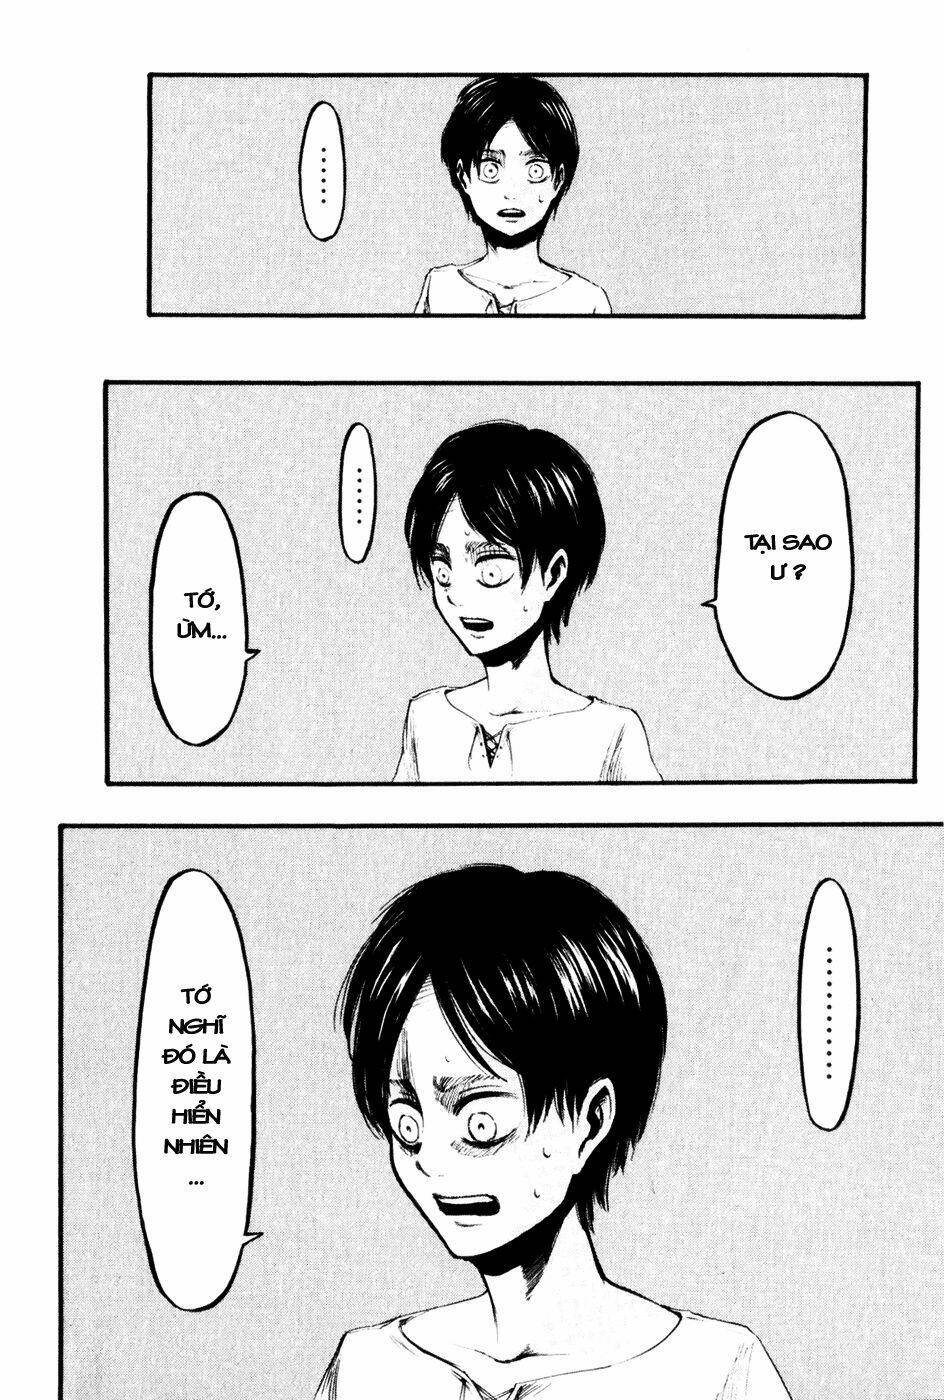 ........
TẠI SAO
Ư ?
........
TỚ,
ỪM...
..........
TỚ
NGHĨ
ĐÓ LÀ
ĐIỀU
HIỂN
NHIÊN
...